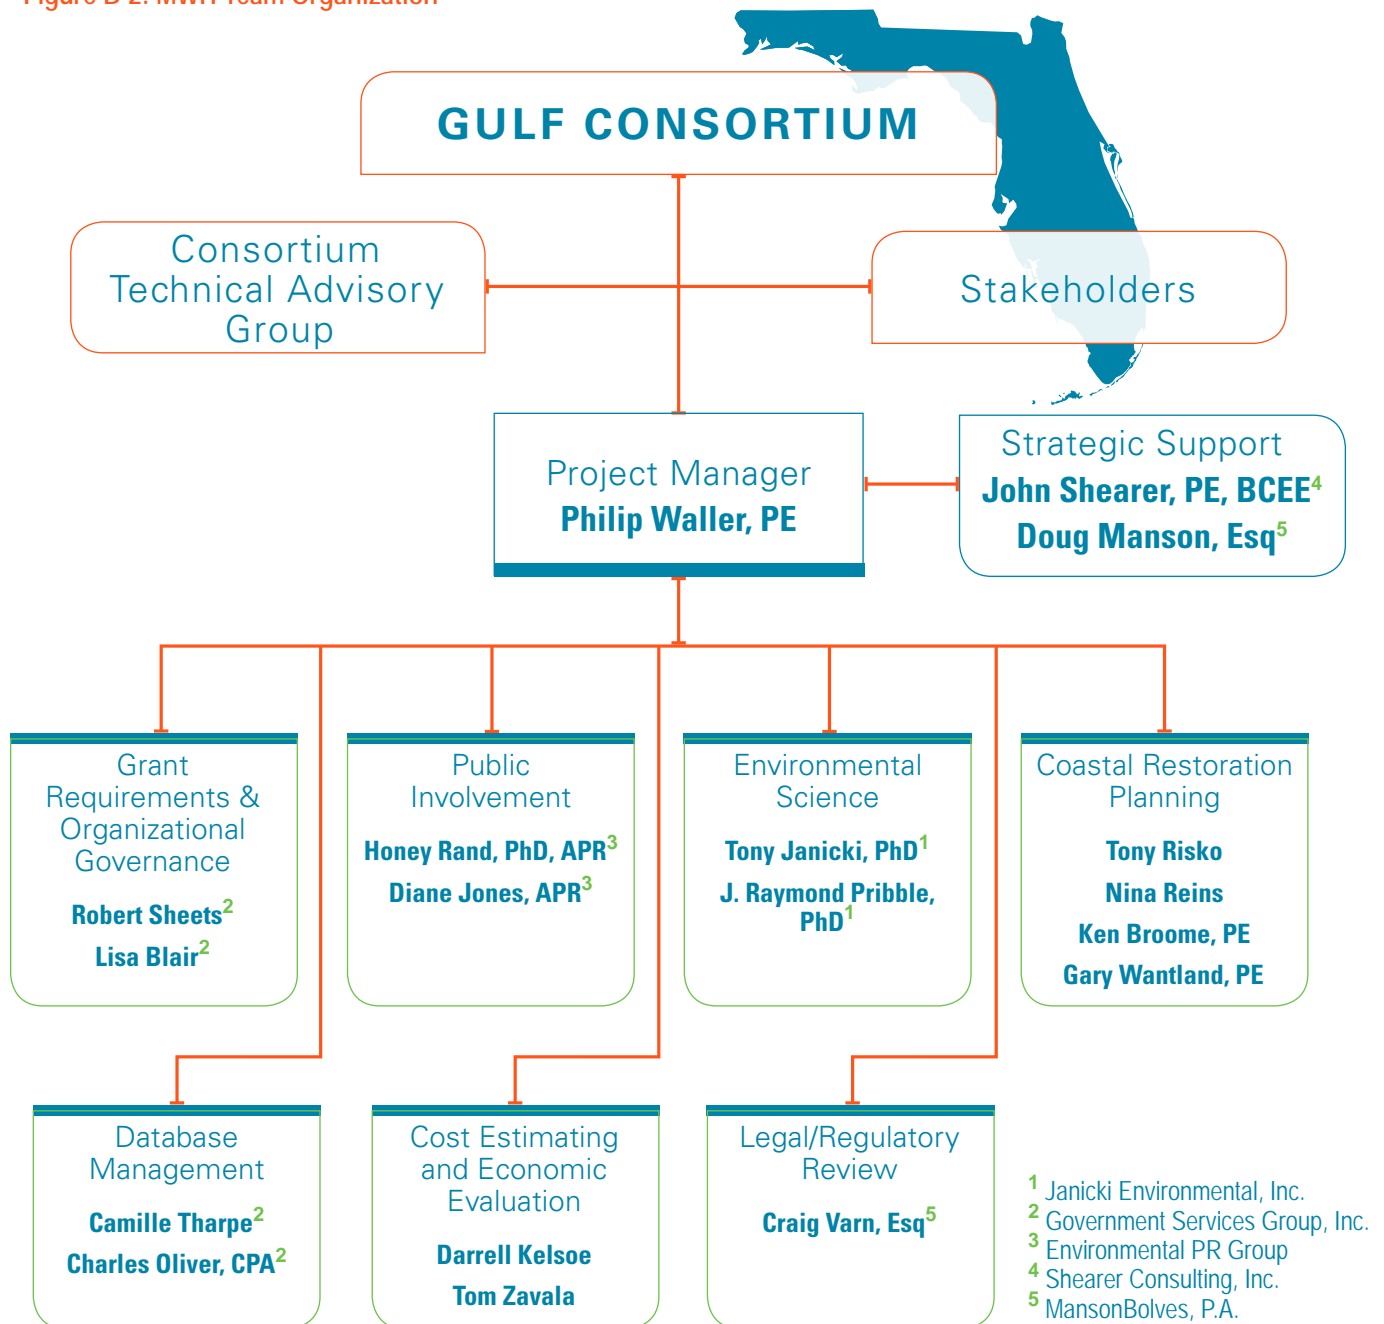 Figure D-2: MWH Team Organization
GULF CONSORTIUM
Consortium
Technical Advisory
Group
Stakeholders
Project Manager
Philip Waller, PE
Strategic Support
John Shearer, PE, BCEE4
Doug Manson, Esq5
Grant
Requirements &
Organizational
Governance
Robert Sheets2
Lisa Blair2
Public
Involvement
Honey Rand, PhD, APR3
Diane Jones, APR3
Environmental
Science
Tony Janicki, PhD1
J. Raymond Pribble,
PhD1
Coastal Restoration
Planning
Tony Risko
Nina Reins
Ken Broome, PE
Gary Wantland, PE
Database
Management
Camille Tharpe2
Charles Oliver, CPA2
Cost Estimating
and Economic
Evaluation
Darrell Kelsoe
Tom Zavala
Legal/Regulatory
Review
Craig Varn, Esq5
1 Janicki Environmental, Inc.
2 Government Services Group, Inc.
3 Environmental PR Group
4 Shearer Consulting, Inc.
5 MansonBolves, P.A.